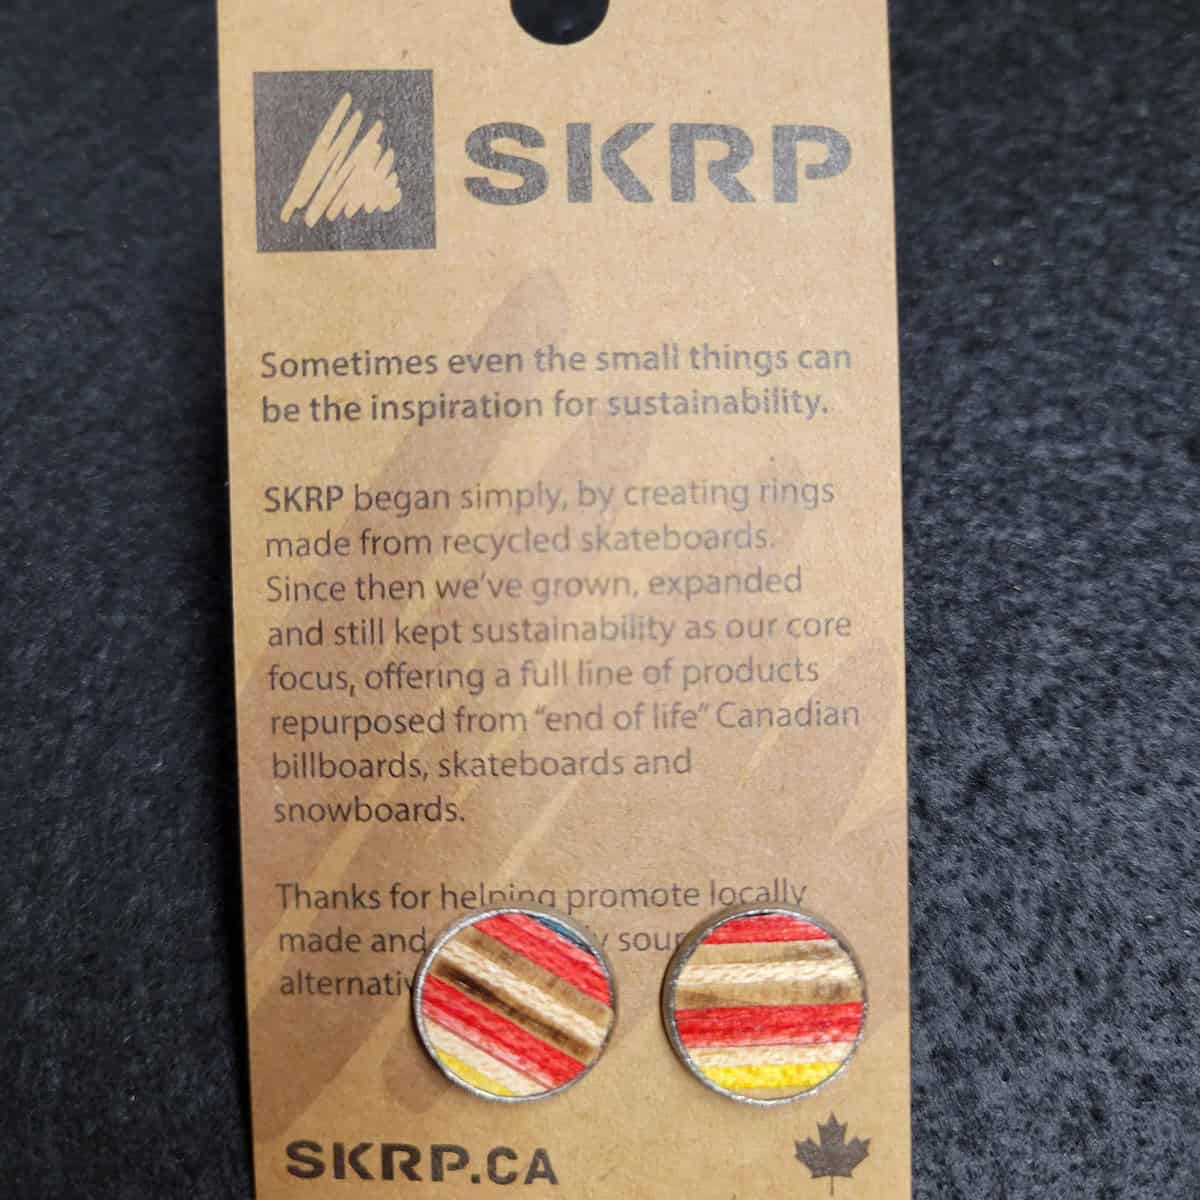 SKRP
Sometimes even the small things can
be the inspiration for sustainability.
SKRP began simply, by creating rings
made from recycled skateboards.
Since then we've grown, expanded
and still kept sustainability as our core
focus, offering a full line of products
repurposed from "end of life" Canadian
billboards, skateboards and
snowboards.
Thanks for helping promote locally
made and
SKRP.CA